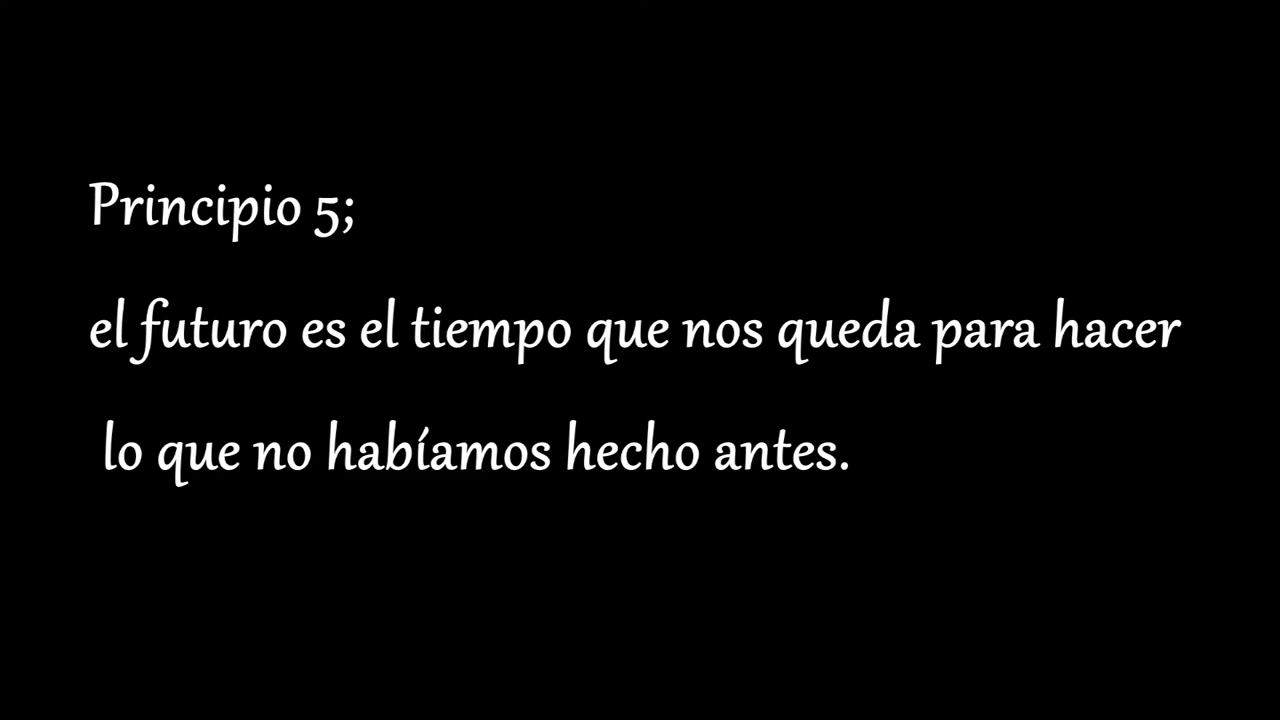 Principio 5;
el futuro es el tiempo que nos queda para hacer
lo que no habíamos hecho antes.